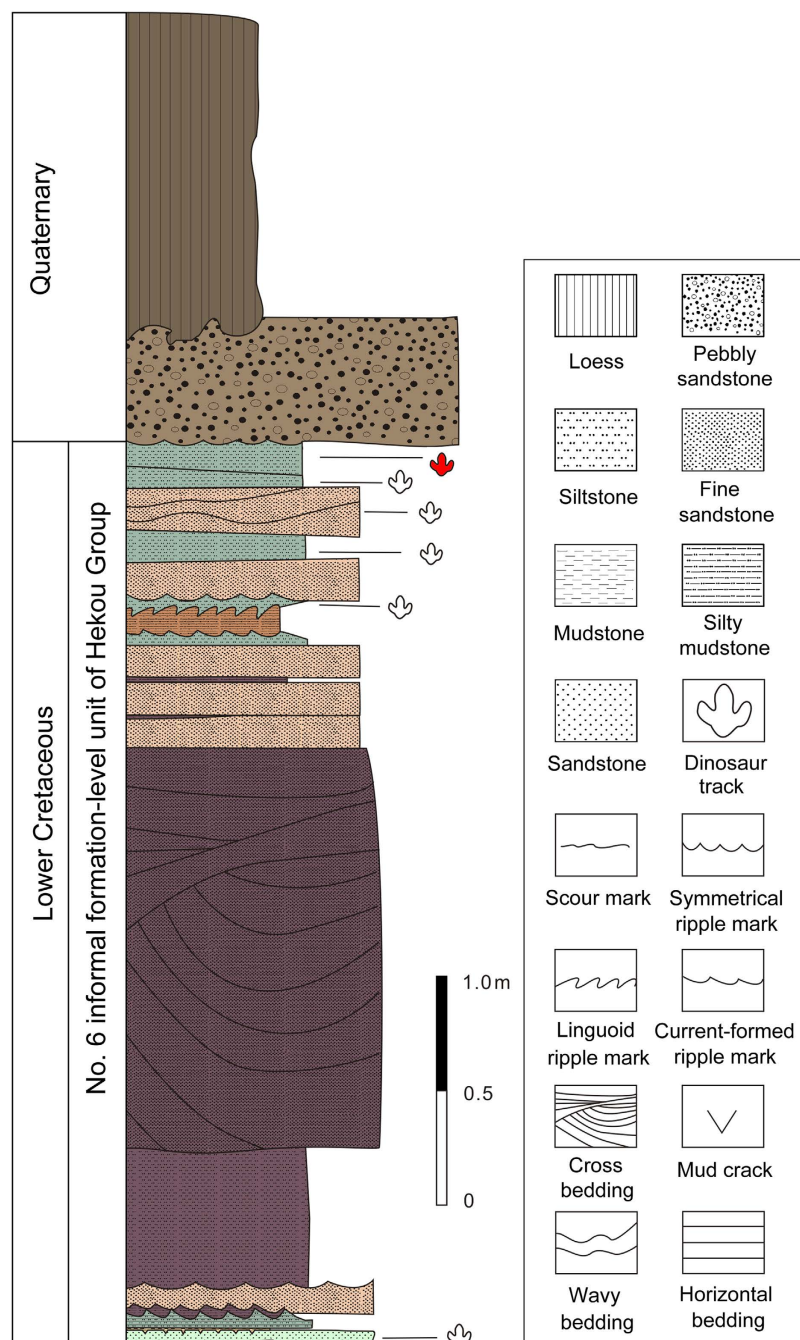 Quaternary
Lower Cretaceous
No. 6 informal formation-level unit of Hekou Group
1.0m
0.5
0
Loess
Pebbly
sandstone
Siltstone
Fine
sandstone
Mudstone
Silty
mudstone
Sandstone
Dinosaur
track
Scour mark
Symmetrical
ripple mark
Linguoid
ripple mark
Current-formed
ripple mark
Cross
bedding
Mud crack
Wavy
bedding
Horizontal
bedding